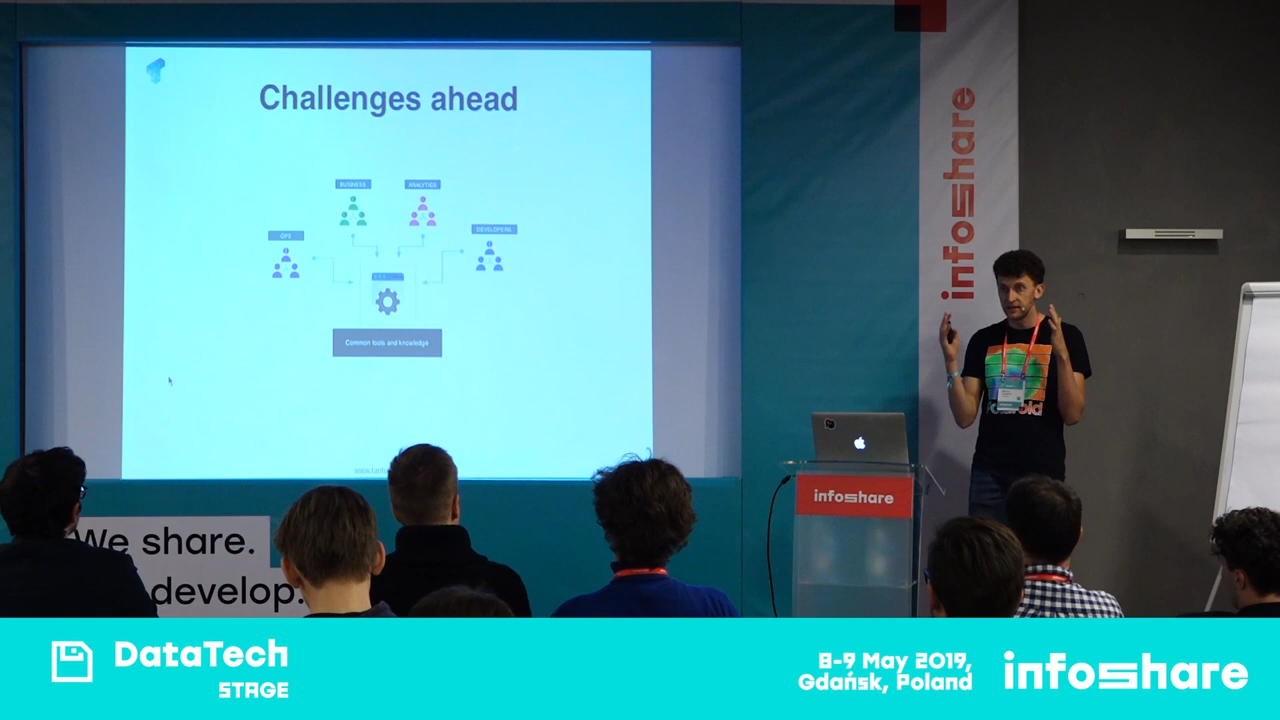 Challenges ahead
BUSINESS
ANALYTICS
OPS
DEVELOPERS
Common tools and knowledge
infoshare
infoshare
We share.
develop.
DataTech
STAGE
8-9 May 2019,
Gdańsk, Poland
infoshare